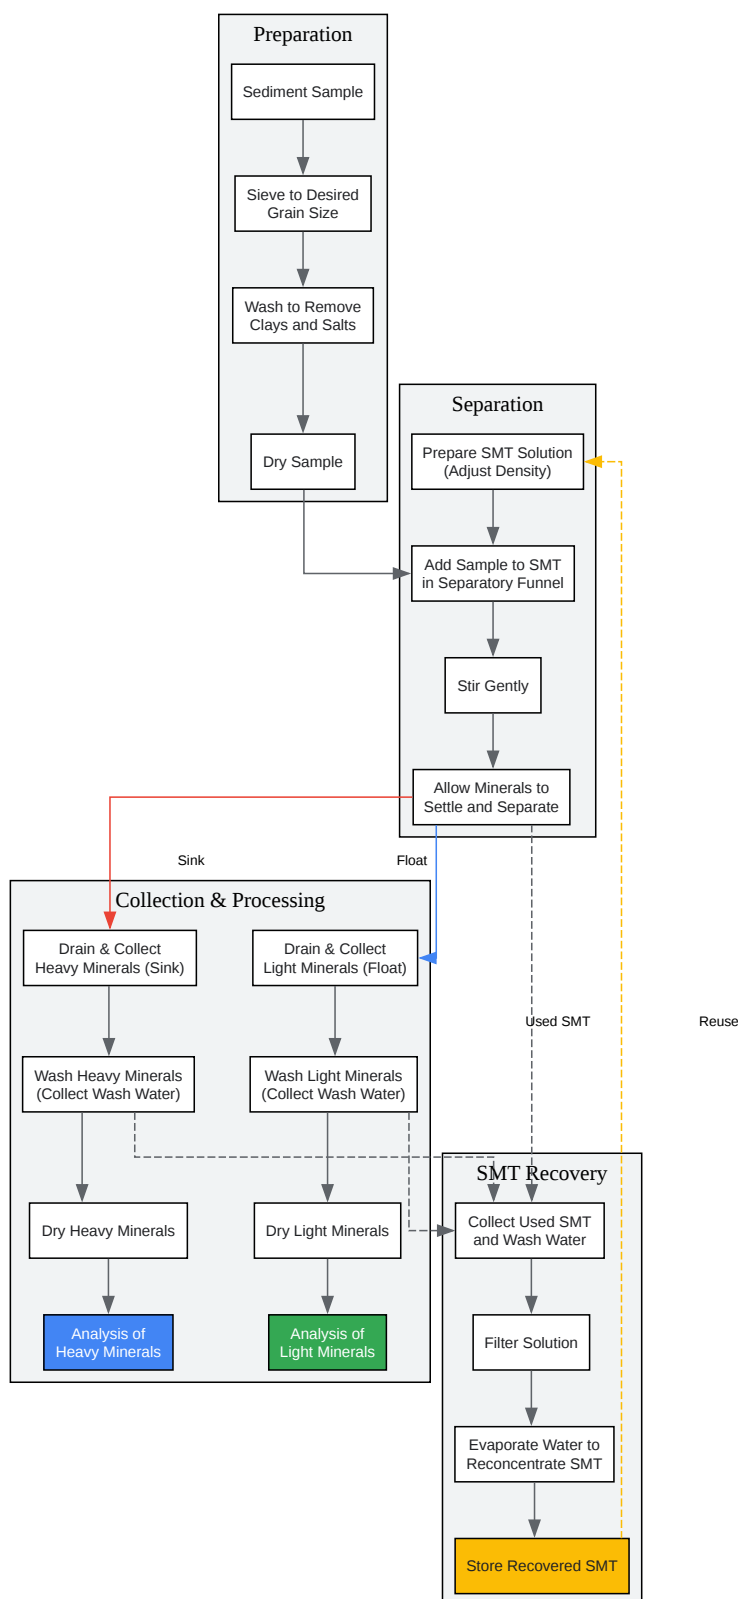 Preparation
Sediment Sample
Sieve to Desired
Grain Size
Wash to Remove
Clays and Salts
Dry Sample
Separation
Prepare SMT Solution
(Adjust Density)
Add Sample to SMT
in Separatory Funnel
Stir Gently
Allow Minerals to
Settle and Separate
Sink
Float
Collection & Processing
Drain & Collect
Heavy Minerals (Sink)
Drain & Collect
Light Minerals (Float)
Used SMT
Reuse
Wash Heavy Minerals
(Collect Wash Water)
Wash Light Minerals
(Collect Wash Water)
Dry Heavy Minerals
Dry Light Minerals
Analysis of
Heavy Minerals
Analysis of
Light Minerals
SMT Recovery
Collect Used SMT
and Wash Water
Filter Solution
Evaporate Water to
Reconcentrate SMT
Store Recovered SMT